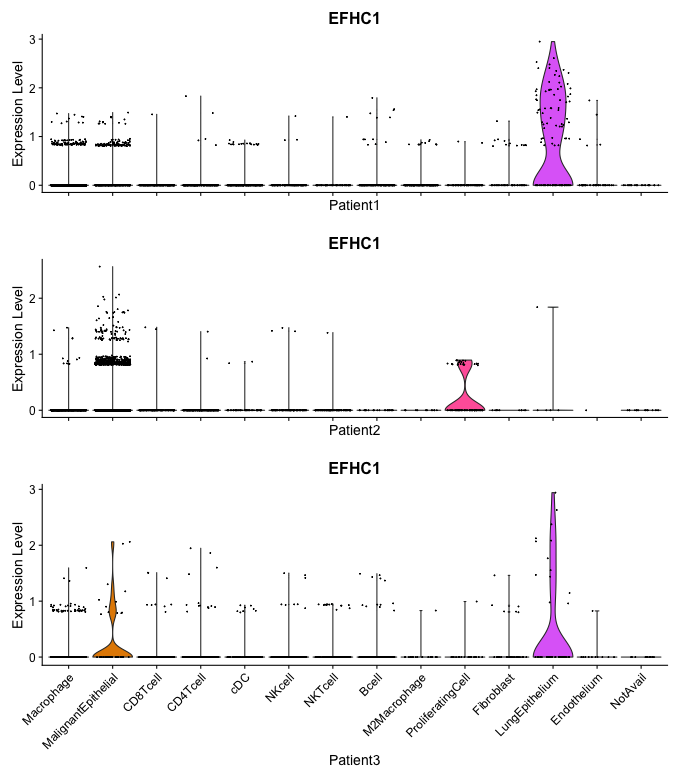 EFHC1
Expression Level
3
2
1
0
Patient1
EFHC1
Expression Level
2
1
0
Patient2
EFHC1
Expression Level
3
2
1
0
Macrophage
MalignantEpithelial
CD8Tcell
CD4Tcell
cDC
NKcell
NKTcell
Bcell
M2Macrophage
ProliferatingCell
Fibroblast
LungEpithelium
Endothelium
NotAvail
Patient3